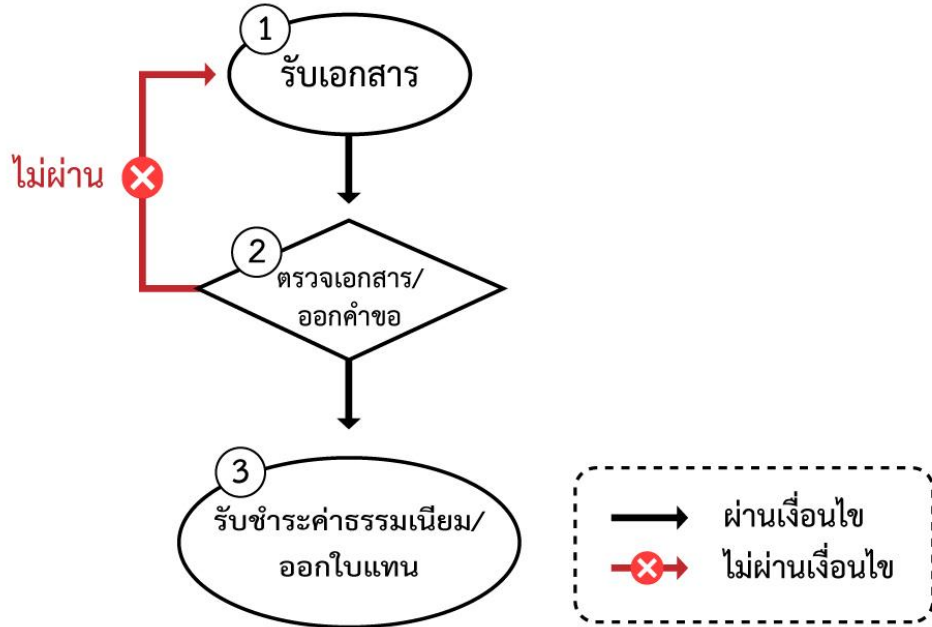 1
รับเอกสาร
ไม่ผ่าน
2
ตรวจเอกสาร/
ออกคำขอ
3
รับชำระค่าธรรมเนียม/
ออกใบแทน
ผ่านเงื่อนไข
ไม่ผ่านเงื่อนไข